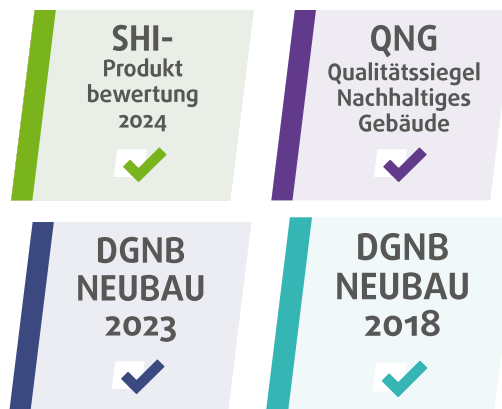 SHI-
Produkt
bewertung
2024
QNG
Qualitätssiegel
Nachhaltiges
Gebäude
DGNB
NEUBAU
2023
DGNB
NEUBAU
2018